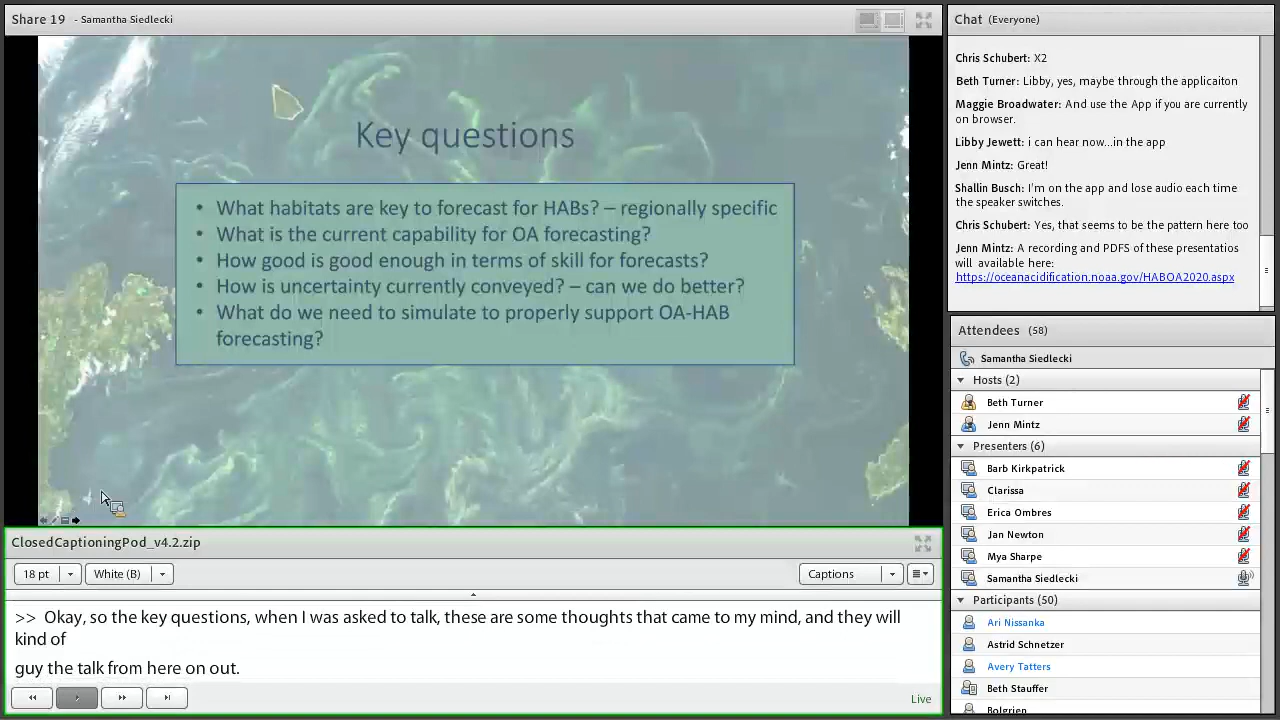 Share 19 - Samantha Siedlecki
Key questions
• What habitats are key to forecast for HABs? – regionally specific
• What is the current capability for OA forecasting?
• How good is good enough in terms of skill for forecasts?
• How is uncertainty currently conveyed? – can we do better?
• What do we need to simulate to properly support OA-HAB
forecasting?
ClosedCaptioningPod_v4.2.zip
18 pt
White (B)
Captions
>> Okay, so the key questions, when I was asked to talk, these are some thoughts that came to my mind, and they will
kind of
guy the talk from here on out.
Live
Chat (Everyone)
Chris Schubert: X2
Beth Turner: Libby, yes, maybe through the applicaiton
Maggie Broadwater: And use the App if you are currently
on browser.
Libby Jewett: i can hear now...in the app
Jenn Mintz: Great!
Shallin Busch: I'm on the app and lose audio each time
the speaker switches.
Chris Schubert: Yes, that seems to be the pattern here too
Jenn Mintz: A recording and PDFS of these presentatios
will available here:
https://oceanacidification.noaa.gov/HABOA2020.aspx
Attendees (58)
Samantha Siedlecki
Hosts (2)
Beth Turner
Jenn Mintz
Presenters (6)
Barb Kirkpatrick
Clarissa
Erica Ombres
Jan Newton
Mya Sharpe
Samantha Siedlecki
Participants (50)
Ari Nissanka
Astrid Schnetzer
Avery Tatters
Beth Stauffer
Bolgrien